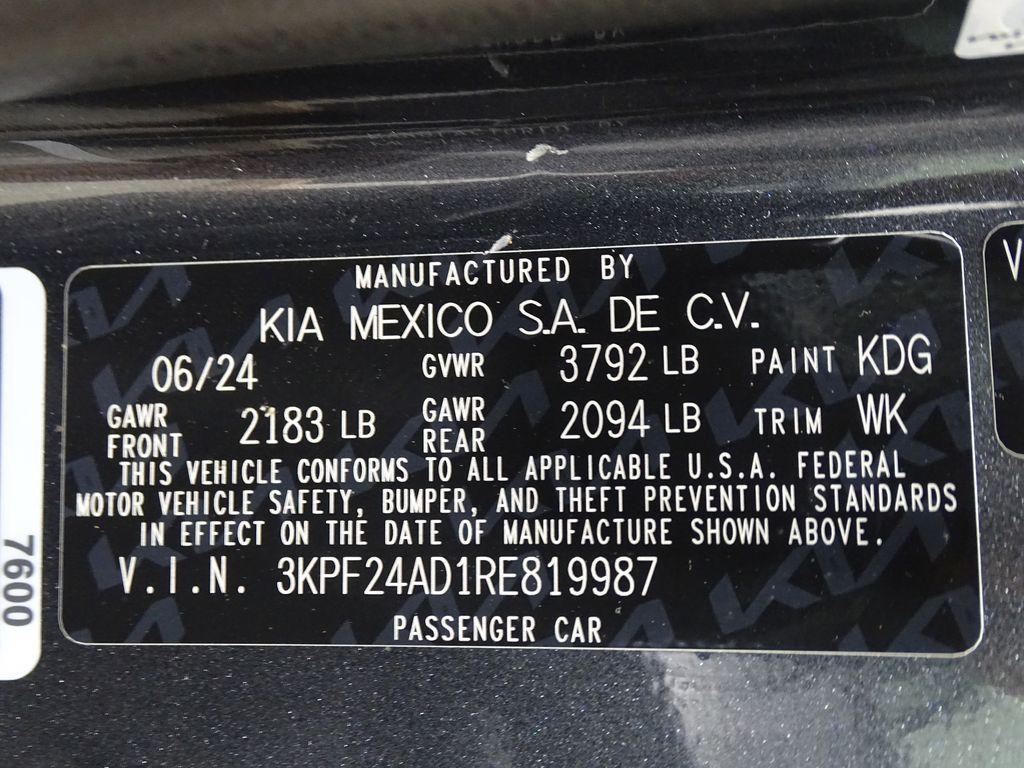 MANUFACTURED BY
KIA MEXICO S.A. DE C.V.
06/24 GVWR 3792 LB PAINT KDG
GAWR FRONT 2183 LB GAWR REAR 2094 LB TRIM WK
THIS VEHICLE CONFORMS TO ALL APPLICABLE U.S.A. FEDERAL
MOTOR VEHICLE SAFETY, BUMPER, AND THEFT PREVENTION STANDARDS
IN EFFECT ON THE DATE OF MANUFACTURE SHOWN ABOVE.
V.I.N. 3KPF24AD1RE819987
PASSENGER CAR
7600
V